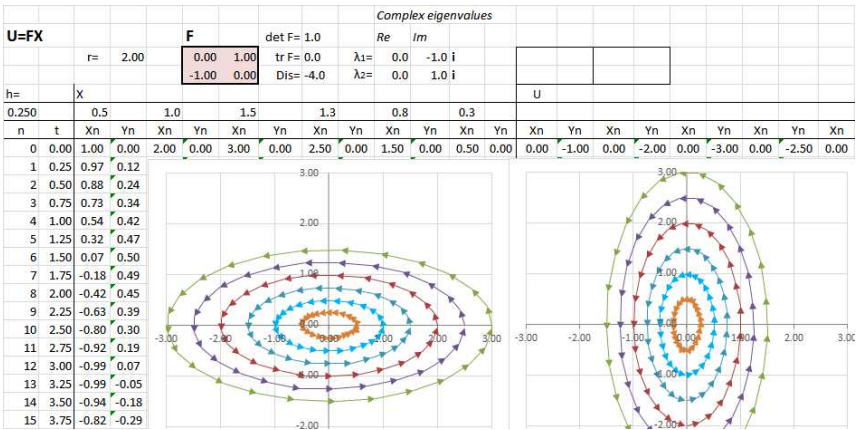 Complex eigenvalues
U=FX F det F= 1.0 Re Im
r= 2.00 0.00 1.00 tr F= 0.0 λ1= 0.0 -1.0 i
-1.00 0.00 Dis= -4.0 λ2= 0.0 1.0 i
h= X U
0.250 0.5 1.0 1.5 1.3 0.8 0.3
n t Xn Yn Xn Yn Xn Yn Xn Yn Xn Yn Xn Yn Xn Yn Xn Yn Xn Yn Xn Yn Xn
0 0.00 1.00 0.00 2.00 0.00 3.00 0.00 2.50 0.00 1.50 0.00 0.50 0.00 0.00 -1.00 0.00 -2.00 0.00 -3.00 0.00 -2.50 0.00
1 0.25 0.97 0.12 3.00 3.00
2 0.50 0.88 0.24
3 0.75 0.73 0.34 2.00 2.00
4 1.00 0.54 0.42
5 1.25 0.32 0.47
6 1.50 0.07 0.50
7 1.75 -0.18 0.49 1.00 1.00
8 2.00 -0.42 0.45
9 2.25 -0.63 0.39 0.00 0.00
10 2.50 -0.80 0.30 -3.00 -2.00 -1.00 0.00 1.00 2.00 3.00 -3.00 -2.00 -1.00 0.00 1.00 2.00 3.00
11 2.75 -0.92 0.19
12 3.00 -0.99 0.07 -1.00 -1.00
13 3.25 -0.99 -0.05
14 3.50 -0.94 -0.18
15 3.75 -0.82 -0.29 -2.00 -2.00